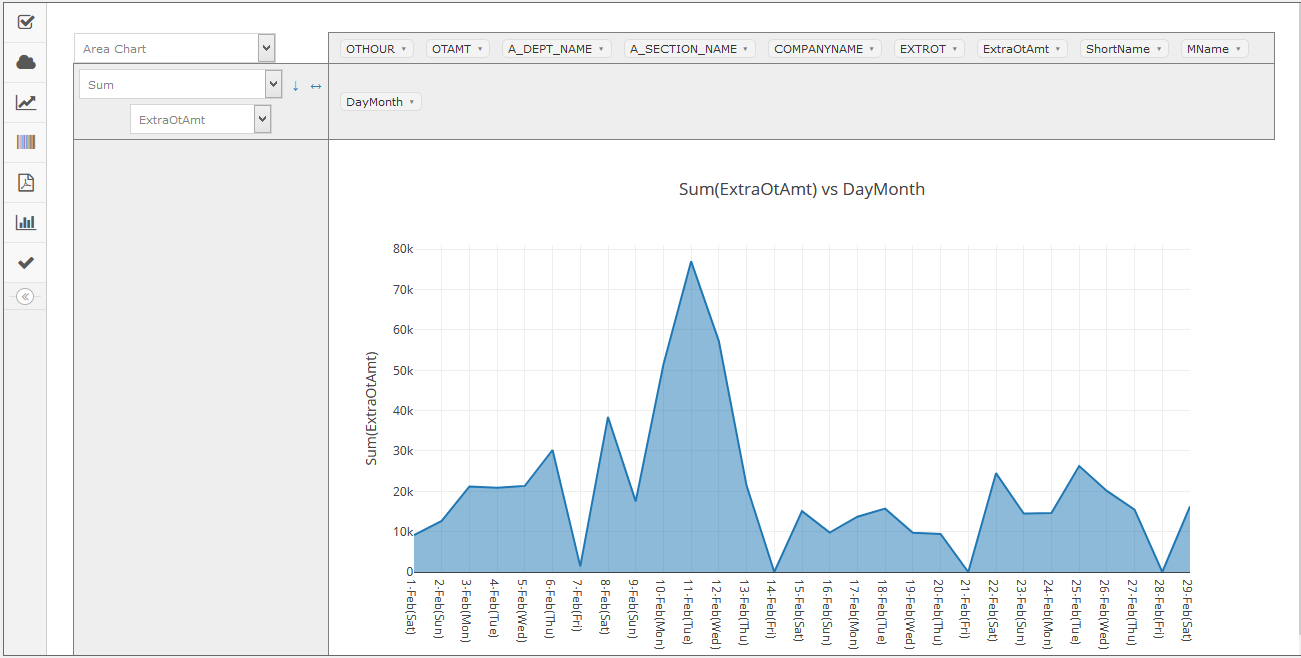 Area Chart
OTHOUR OTAMT A_DEPT_NAME A_SECTION_NAME COMPANYNAME EXTROT ExtraOtAmt ShortName MName
Sum ↓ ↔
ExtraOtAmt
DayMonth
Sum(ExtraOtAmt) vs DayMonth
Sum(ExtraOtAmt)
80k
70k
60k
50k
40k
30k
20k
10k
0
1-Feb(Sat)
2-Feb(Sun)
3-Feb(Mon)
4-Feb(Tue)
5-Feb(Wed)
6-Feb(Thu)
7-Feb(Fri)
8-Feb(Sat)
9-Feb(Sun)
10-Feb(Mon)
11-Feb(Tue)
12-Feb(Wed)
13-Feb(Thu)
14-Feb(Fri)
15-Feb(Sat)
16-Feb(Sun)
17-Feb(Mon)
18-Feb(Tue)
19-Feb(Wed)
20-Feb(Thu)
21-Feb(Fri)
22-Feb(Sat)
23-Feb(Sun)
24-Feb(Mon)
25-Feb(Tue)
26-Feb(Wed)
27-Feb(Thu)
28-Feb(Fri)
29-Feb(Sat)